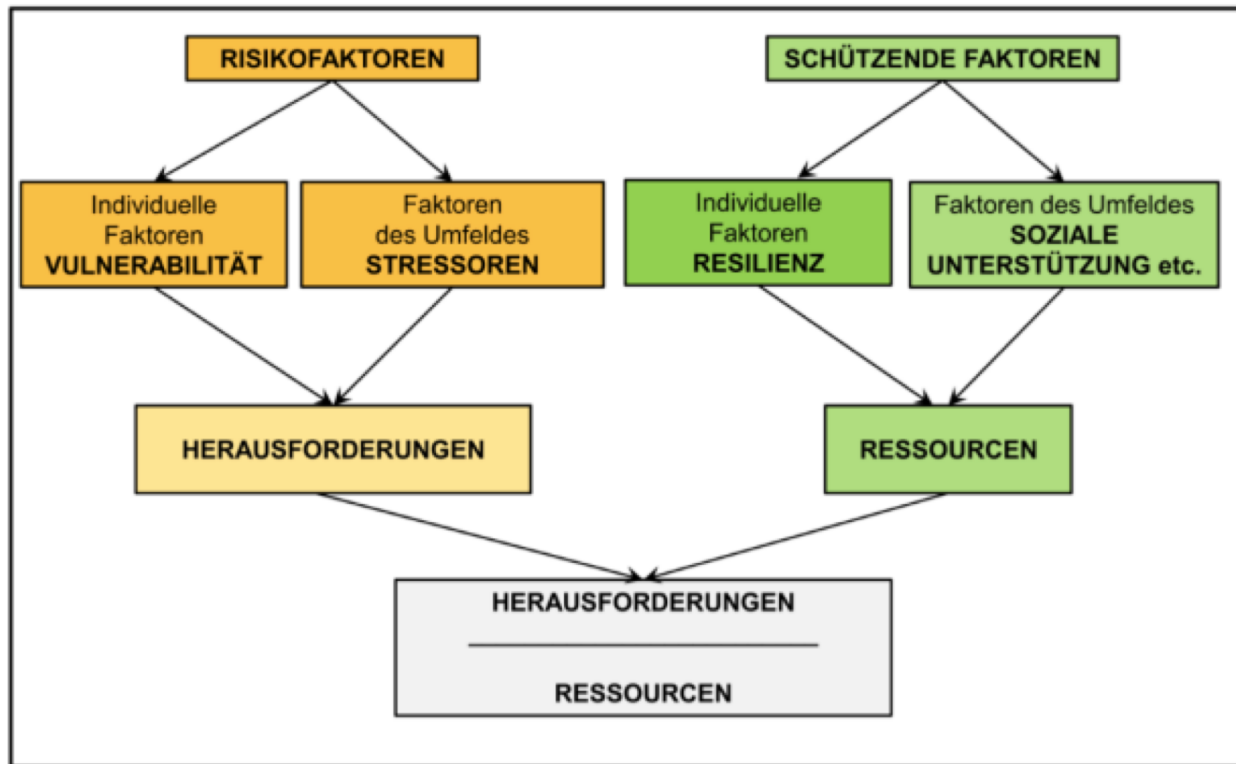 RISIKOFAKTOREN
SCHÜTZENDE FAKTOREN
Individuelle
Faktoren
VULNERABILITÄT
Faktoren
des Umfeldes
STRESSOREN
Individuelle
Faktoren
RESILIENZ
Faktoren des Umfeldes
SOZIALE
UNTERSTÜTZUNG etc.
HERAUSFORDERUNGEN
RESSOURCEN
HERAUSFORDERUNGEN
RESSOURCEN